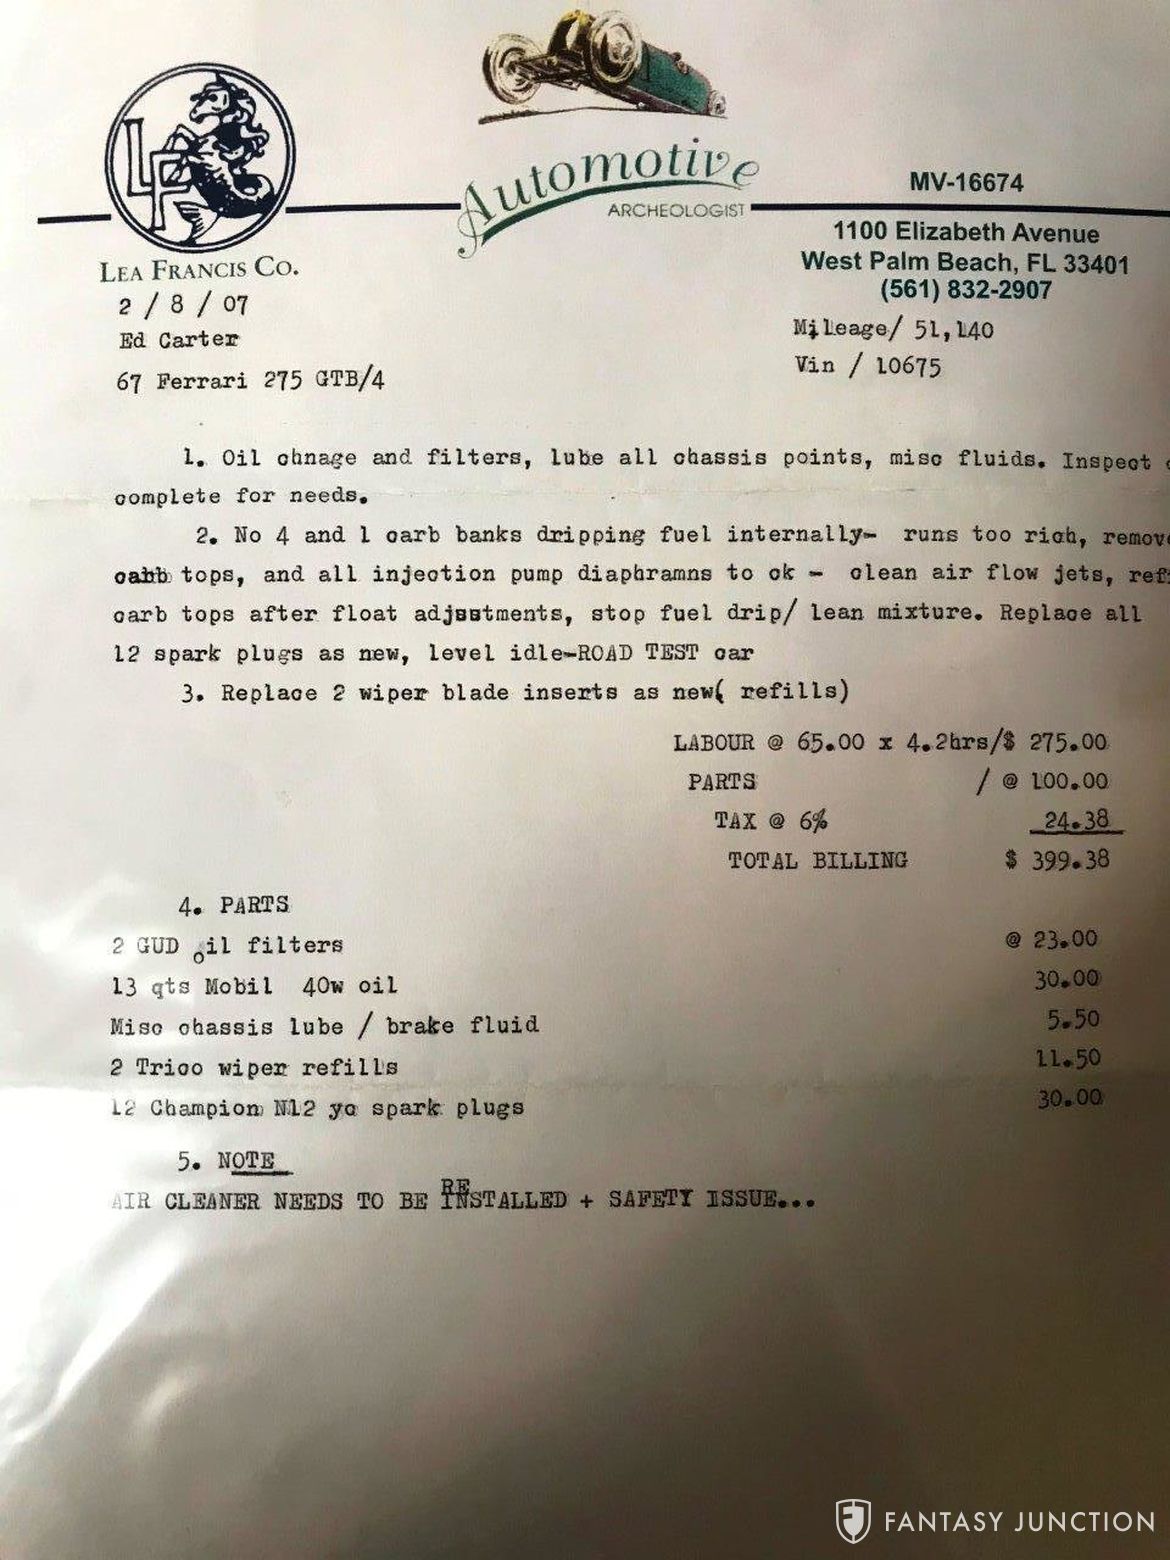 LF
LEA FRANCIS CO.
Automotive
ARCHEOLOGIST
MV-16674
1100 Elizabeth Avenue
West Palm Beach, FL 33401
(561) 832-2907
2 / 8 / 07
Ed Carter
67 Ferrari 275 GTB/4
Mileage/ 51,140
Vin / 10675
1. Oil chnage and filters, lube all chassis points, misc fluids. Inspect
complete for needs.
2. No 4 and 1 carb banks dripping fuel internally- runs too rich, remove
cabb tops, and all injection pump diaphramns to ck - clean air flow jets, refi
carb tops after float adjsstments, stop fuel drip/ lean mixture. Replace all
12 spark plugs as new, level idle-ROAD TEST car
3. Replace 2 wiper blade inserts as new( refills)
LABOUR @ 65.00 x 4.2hrs/$ 275.00
PARTS / @ 100.00
TAX @ 6% 24.38
TOTAL BILLING $ 399.38
4. PARTS
2 GUD oil filters @ 23.00
13 qts Mobil 40w oil 30.00
Misc chassis lube / brake fluid 5.50
2 Trico wiper refills 11.50
12 Champion N12 yc spark plugs 30.00
5. NOTE
AIR CLEANER NEEDS TO BE REINSTALLED + SAFETY ISSUE...
FANTASY JUNCTION